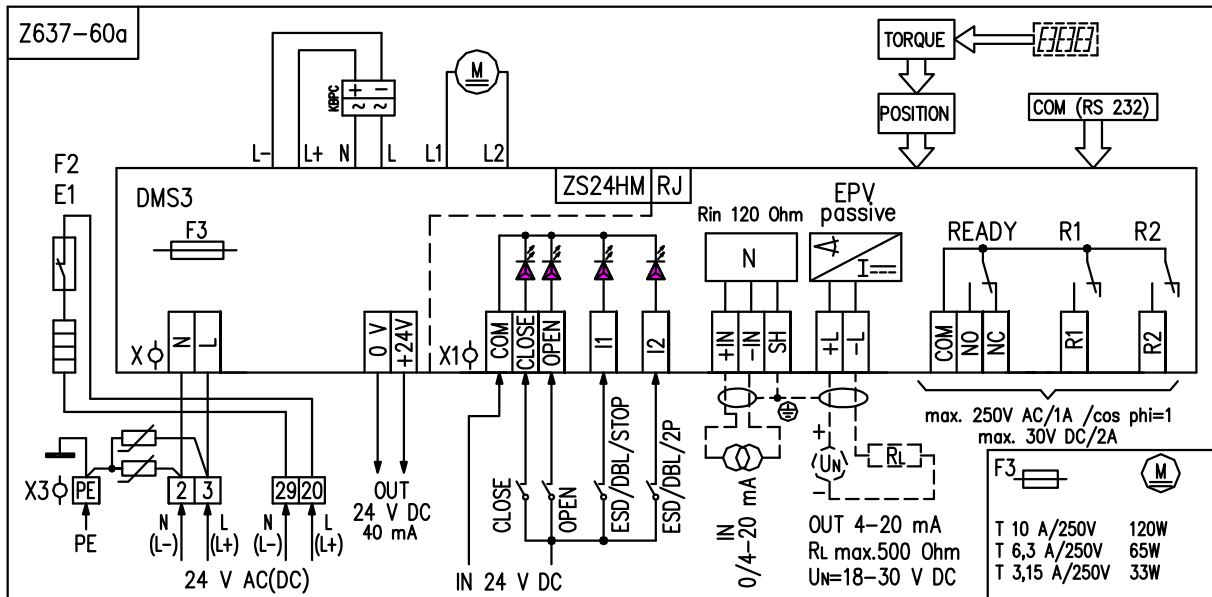 Z637-60a
TORQUE
POSITION
COM (RS 232)
KBPC
+ -
~ ~
M
L- L+ N L L1 L2
F2
E1
DMS3
F3
ZS24HM RJ
Rin 120 Ohm
N
EPV
passive
I
READY R1 R2
X
N
L
0 V
+24V
X1
COM
CLOSE
OPEN
I1
I2
+IN
-IN
SH
+L
-L
COM
NO
NC
R1
R2
max. 250V AC/1A /cos phi=1
max. 30V DC/2A
X3
PE
2 3
29 20
PE
N
(L-)
L
(L+)
N
(L-)
L
(L+)
24 V AC(DC)
OUT
24 V DC
40 mA
CLOSE
OPEN
ESD/DBL/STOP
ESD/DBL/2P
IN 24 V DC
IN
0/4-20 mA
+
UN
-
RL
OUT 4-20 mA
RL max.500 Ohm
UN=18-30 V DC
F3 M
T 10 A/250V 120W
T 6,3 A/250V 65W
T 3,15 A/250V 33W